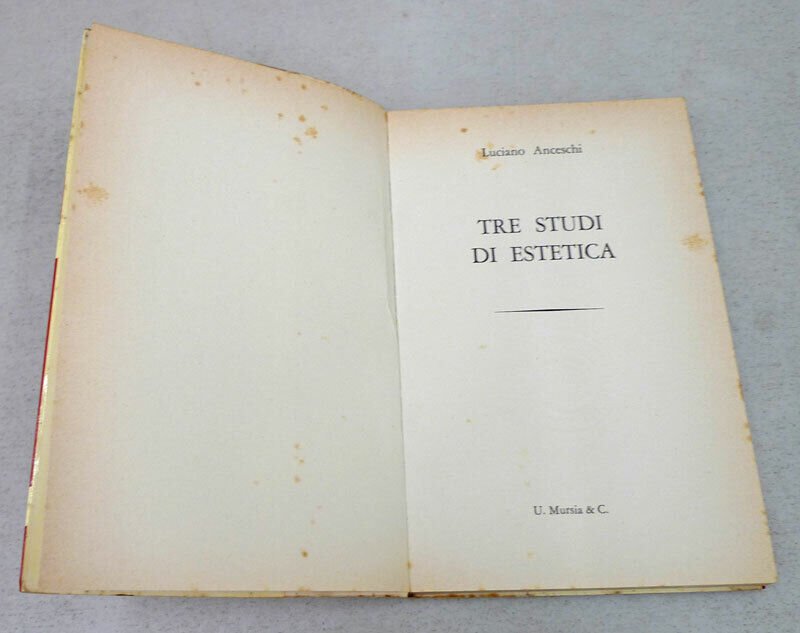 Luciano Anceschi
TRE STUDI
DI ESTETICA
U. Mursia & C.